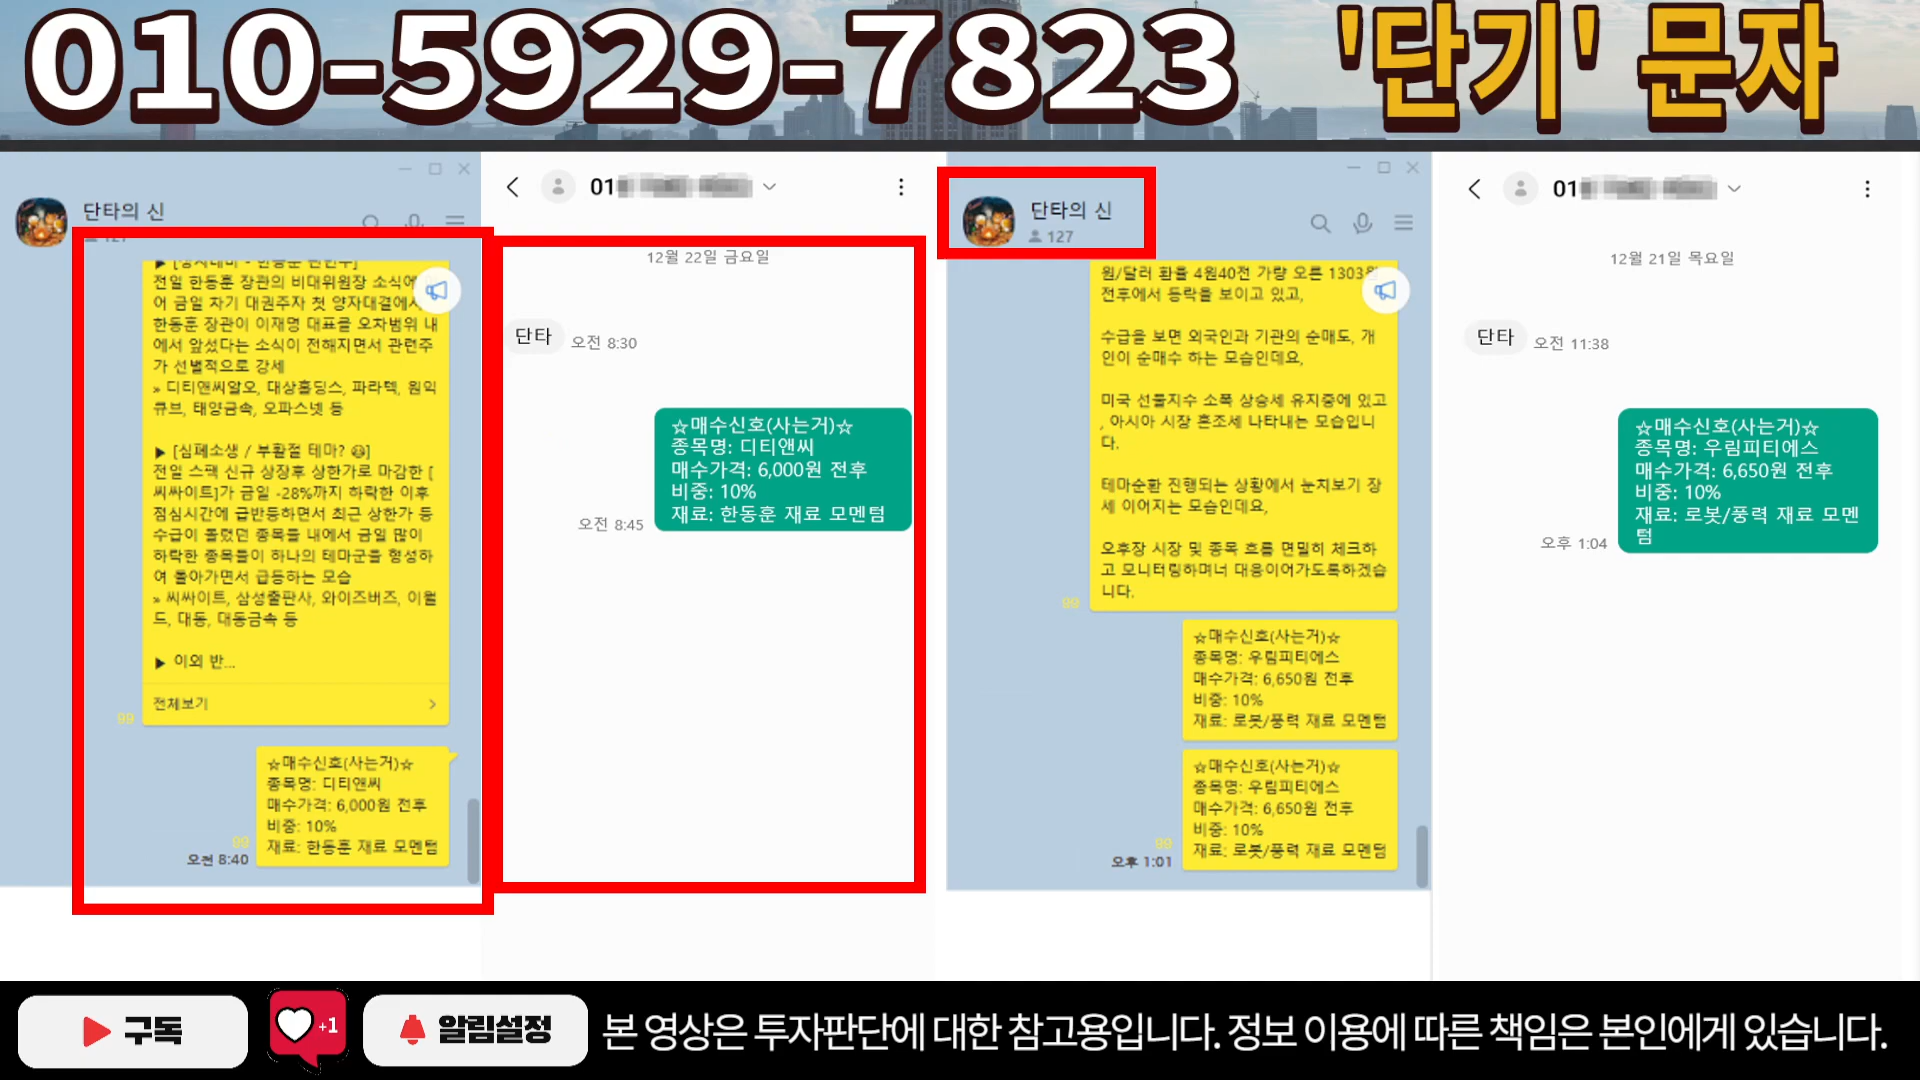 010-5929-7823 '단기' 문자
단타의 신
127
전일 한동훈 장관의 비대위원장 소식에
어 금일 차기 대권주자 첫 양자대결에서
한동훈 장관이 이재명 대표를 오차범위 내
에서 앞섰다는 소식이 전해지면서 관련주
가 선별적으로 강세
» 디티앤씨알오, 대상홀딩스, 파라텍, 원익
큐브, 태양금속, 오파스넷 등
▶ [심폐소생 / 부활절 테마? 😂]
전일 스팩 신규 상장후 상한가로 마감한 [
씨싸이트]가 금일 -28%까지 하락한 이후
점심시간에 급반등하면서 최근 상한가 등
수급이 몰렸던 종목들 내에서 금일 많이
하락한 종목들이 하나의 테마군을 형성하
여 돌아가면서 급등하는 모습
» 씨싸이트, 삼성출판사, 와이즈버즈, 이월
드, 대동, 대동금속 등
▶ 이외 반...
전체보기
99
☆매수신호(사는거)☆
종목명: 디티앤씨
매수가격: 6,000원 전후
비중: 10%
재료: 한동훈 재료 모멘텀
99
오전 8:40
01
12월 22일 금요일
단타
오전 8:30
☆매수신호(사는거)☆
종목명: 디티앤씨
매수가격: 6,000원 전후
비중: 10%
재료: 한동훈 재료 모멘텀
오전 8:45
단타의 신
127
원/달러 환율 4원40전 가량 오른 1303원
전후에서 등락을 보이고 있고,
수급을 보면 외국인과 기관의 순매도, 개
인이 순매수 하는 모습인데요,
미국 선물지수 소폭 상승세 유지중에 있고
, 아시아 시장 혼조세 나타내는 모습입니
다.
테마순환 진행되는 상황에서 눈치보기 장
세 이어지는 모습인데요,
오후장 시장 및 종목 흐름 면밀히 체크하
고 모니터링하며너 대응이어가도록하겠습
니다.
99
☆매수신호(사는거)☆
종목명: 우림피티에스
매수가격: 6,650원 전후
비중: 10%
재료: 로봇/풍력 재료 모멘텀
☆매수신호(사는거)☆
종목명: 우림피티에스
매수가격: 6,650원 전후
비중: 10%
재료: 로봇/풍력 재료 모멘텀
99
오후 1:01
01
12월 21일 목요일
단타
오전 11:38
☆매수신호(사는거)☆
종목명: 우림피티에스
매수가격: 6,650원 전후
비중: 10%
재료: 로봇/풍력 재료 모멘
텀
오후 1:04
구독
+1
알림설정
본 영상은 투자판단에 대한 참고용입니다. 정보 이용에 따른 책임은 본인에게 있습니다.